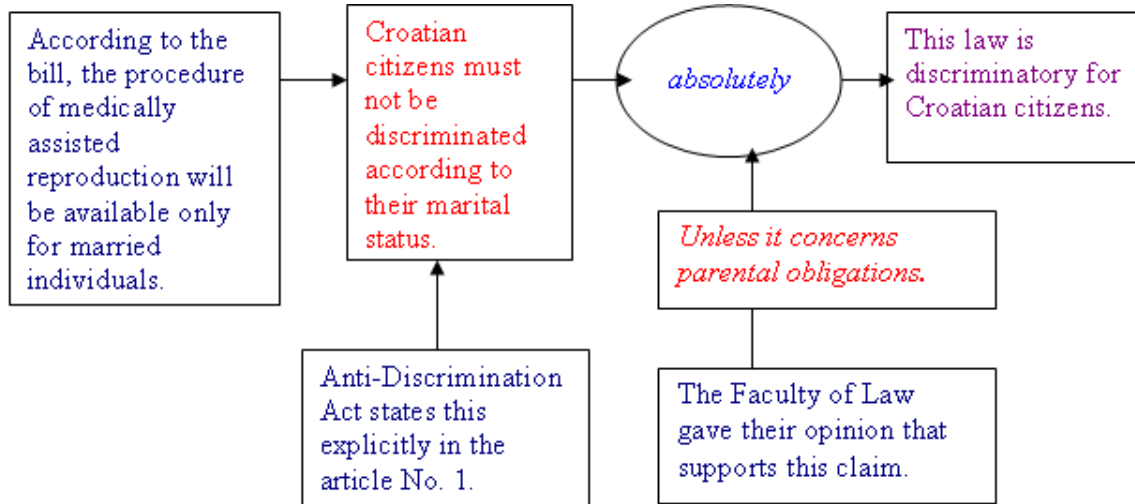 According to the
bill, the procedure
of medically
assisted
reproduction will
be available only
for married
individuals.
Croatian
citizens must
not be
discriminated
according to
their marital
status.
absolutely
This law is
discriminatory for
Croatian citizens.
Unless it concerns
parental obligations.
Anti-Discrimination
Act states this
explicitly in the
article No. 1.
The Faculty of Law
gave their opinion that
supports this claim.